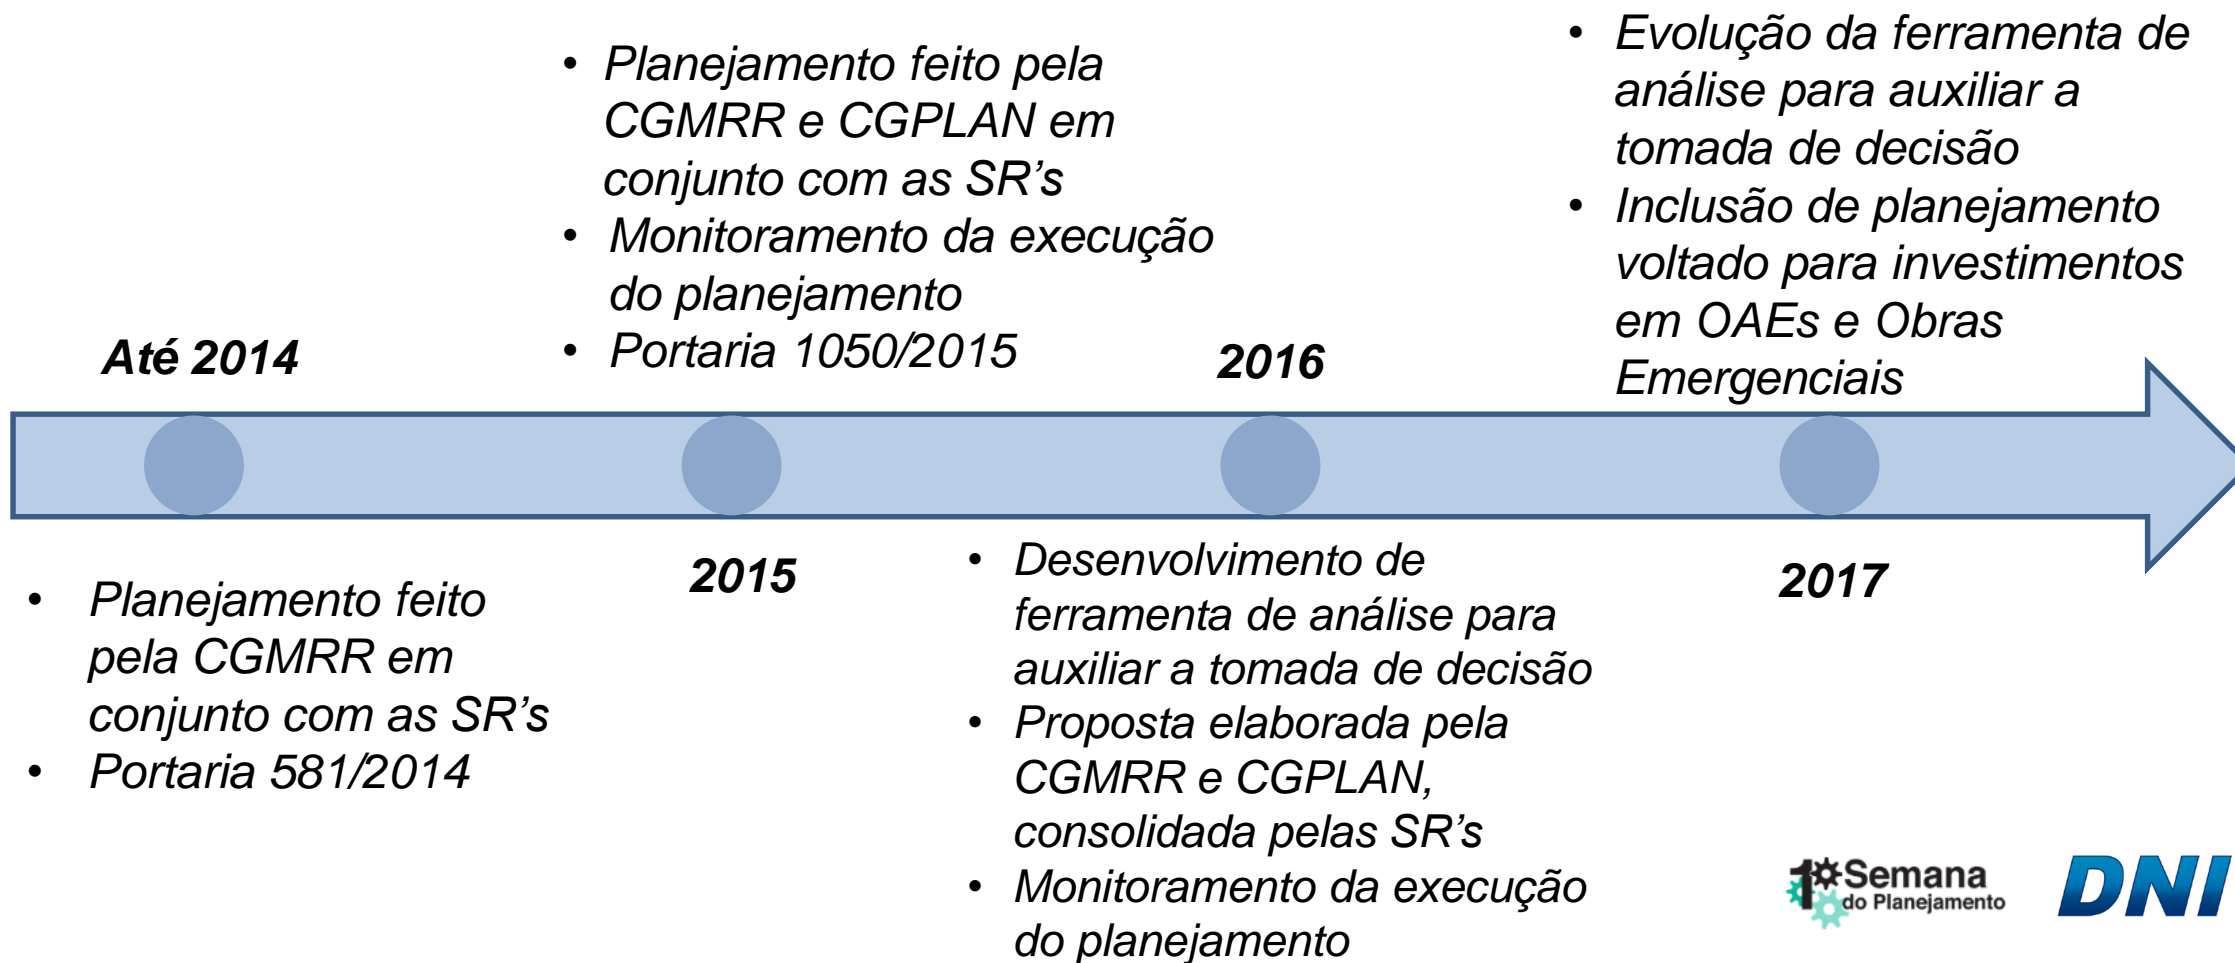 Até 2014
• Planejamento feito
pela CGMRR em
conjunto com as SR’s
• Portaria 581/2014
• Planejamento feito pela
CGMRR e CGPLAN em
conjunto com as SR’s
• Monitoramento da execução
do planejamento
• Portaria 1050/2015
2015
2016
• Desenvolvimento de
ferramenta de análise para
auxiliar a tomada de decisão
• Proposta elaborada pela
CGMRR e CGPLAN,
consolidada pelas SR’s
• Monitoramento da execução
do planejamento
• Evolução da ferramenta de
análise para auxiliar a
tomada de decisão
• Inclusão de planejamento
voltado para investimentos
em OAEs e Obras
Emergenciais
2017
1ª Semana
do Planejamento
DNI